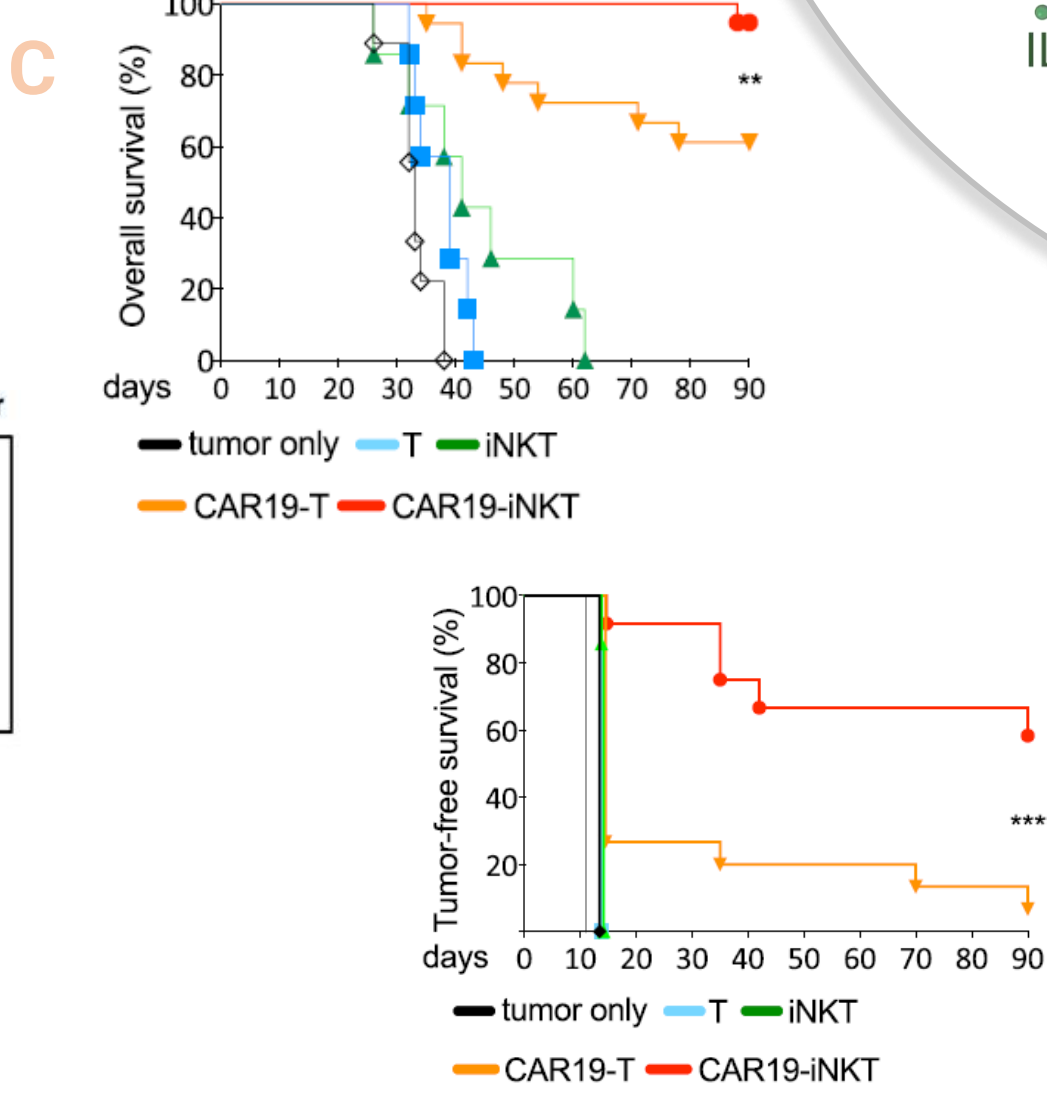 C
100
80
60
40
20
0
Overall survival (%)
**
days 0 10 20 30 40 50 60 70 80 90
tumor only T iNKT
CAR19-T CAR19-iNKT
100
80
60
40
20
Tumor-free survival (%)
***
days 0 10 20 30 40 50 60 70 80 90
tumor only T iNKT
CAR19-T CAR19-iNKT